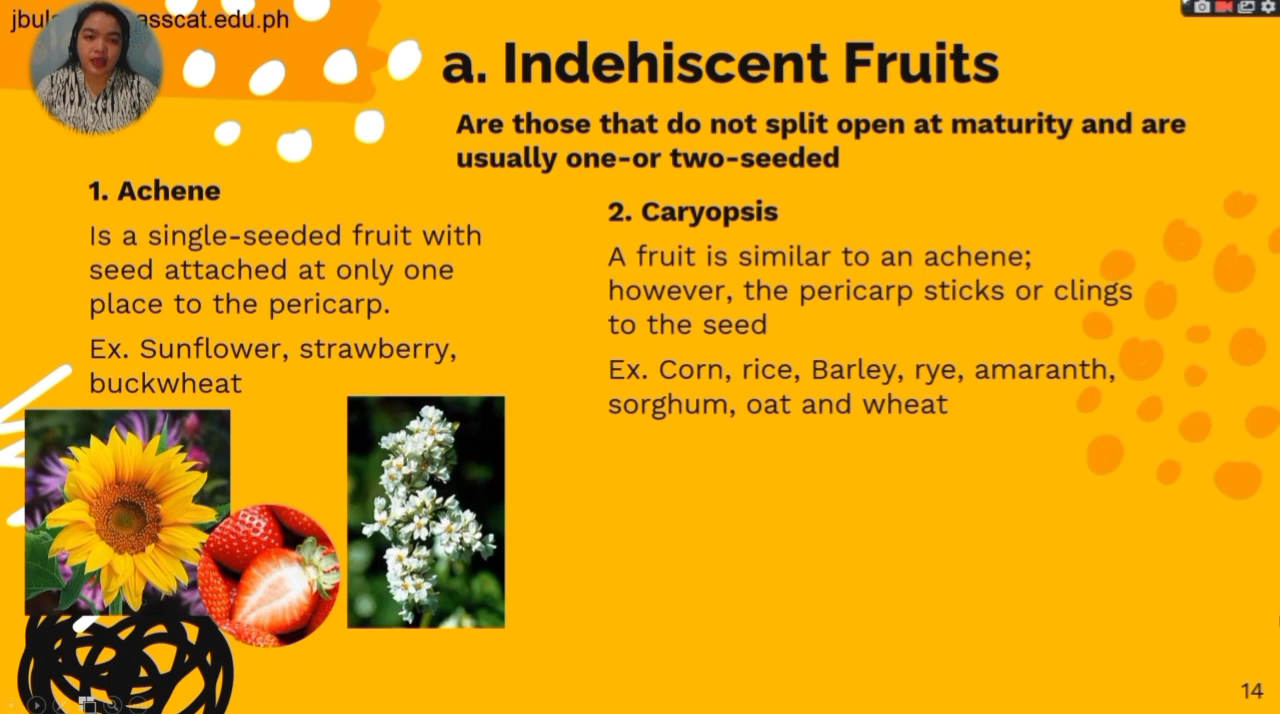 asscat.edu.ph
a. Indehiscent Fruits
Are those that do not split open at maturity and are
usually one-or two-seeded
1. Achene
Is a single-seeded fruit with
seed attached at only one
place to the pericarp.
Ex. Sunflower, strawberry,
buckwheat
2. Caryopsis
A fruit is similar to an achene;
however, the pericarp sticks or clings
to the seed
Ex. Corn, rice, Barley, rye, amaranth,
sorghum, oat and wheat
14